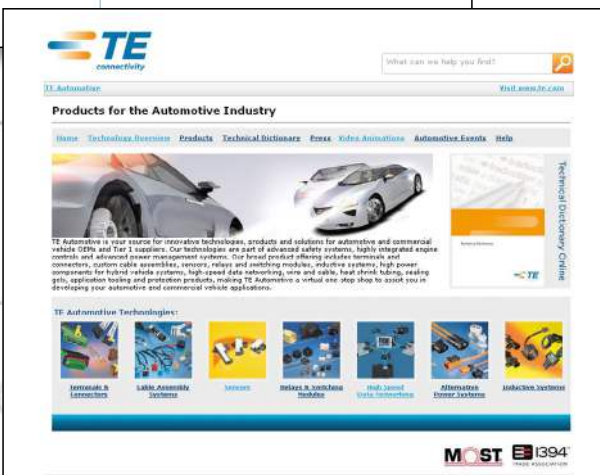 TE
connectivity
What can we help you find?
TE Automotive
Visit www.te.com
Products for the Automotive Industry
Home Technology Overview Products Technical Dictionary Press Video Animations Automotive Events Help
TE Automotive is your source for innovative technologies, products and solutions for automotive and commercial
vehicle OEMs and Tier 1 suppliers. Our technologies are part of advanced safety systems, highly integrated engine
controls and advanced power management systems. Our broad product offering includes terminals and
connectors, custom cable assemblies, sensors, relays and switching modules, inductive systems, high power
components for hybrid vehicle systems, high-speed data networking, wire and cable, heat shrink tubing, sealing
gels, application tooling and protection products, making TE Automotive a virtual one stop shop to assist you in
developing your automotive and commercial vehicle applications.
Technical Dictionary Online
TE
TE Automotive Technologies:
Terminals &
Connectors
Cable Assembly
Systems
Sensors
Relays & Switching
Modules
High Speed
Data Networking
Alternative
Power Systems
Inductive Systems
MOST
1394
TRADE ASSOCIATION